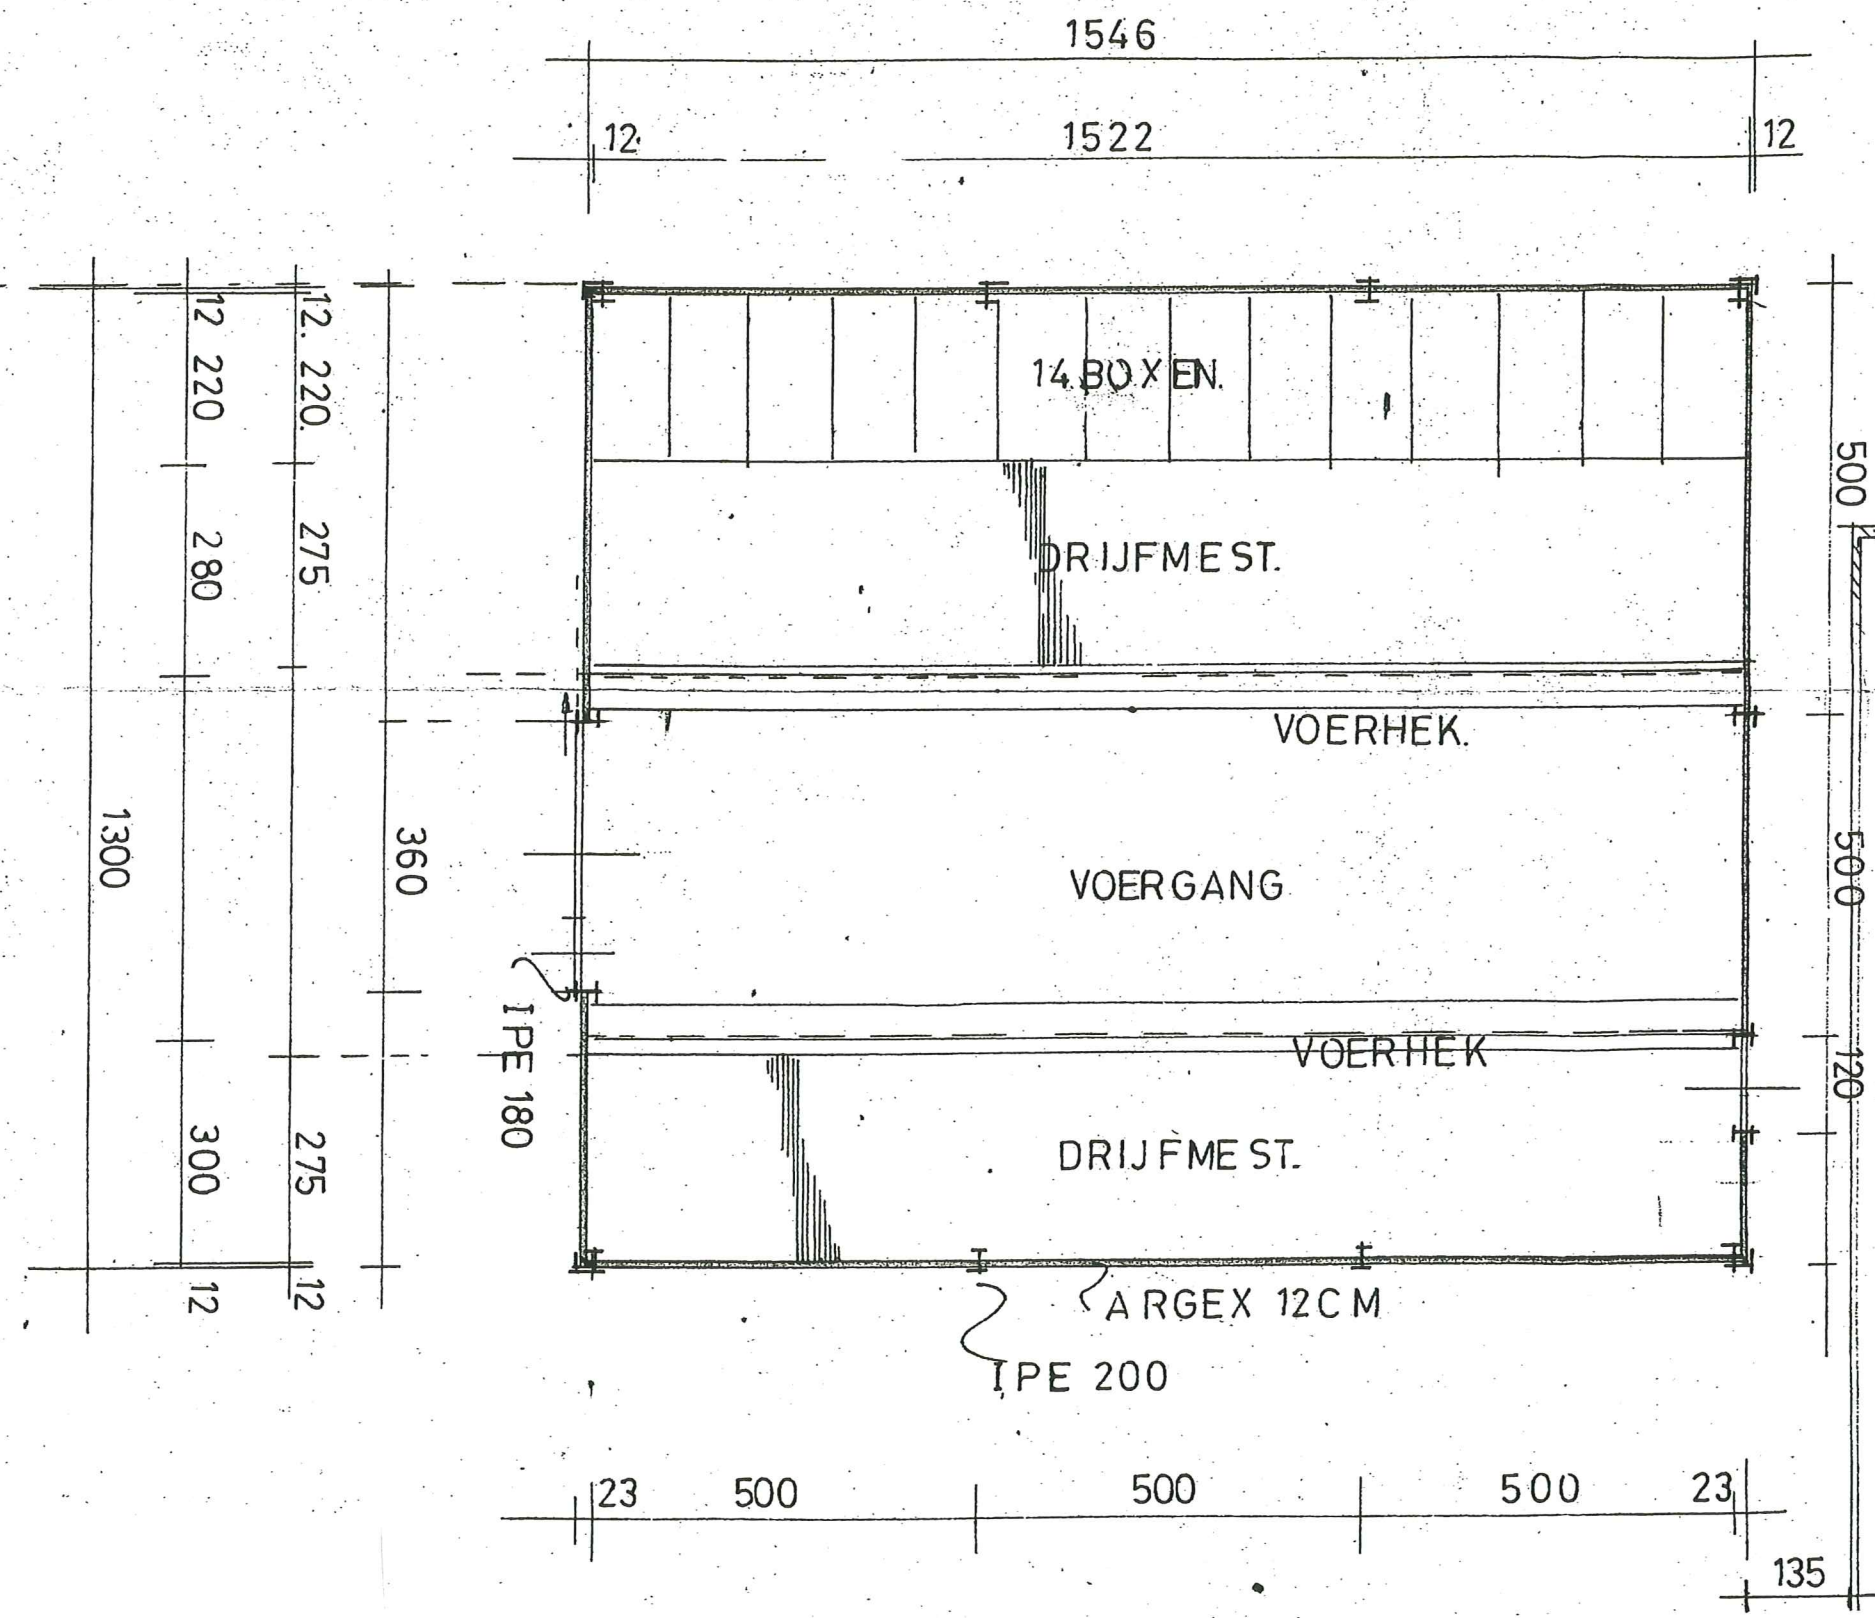 1546
12 1522 12
12 220 280 300 12
12. 220. 275 275 12
1300
360
14 BOXEN.
DRIJFMEST.
VOERHEK.
VOERGANG
IPE 180
VOERHEK
DRIJFMEST.
ARGEX 12CM
IPE 200
500
500
120
23 500 500 500 23
135